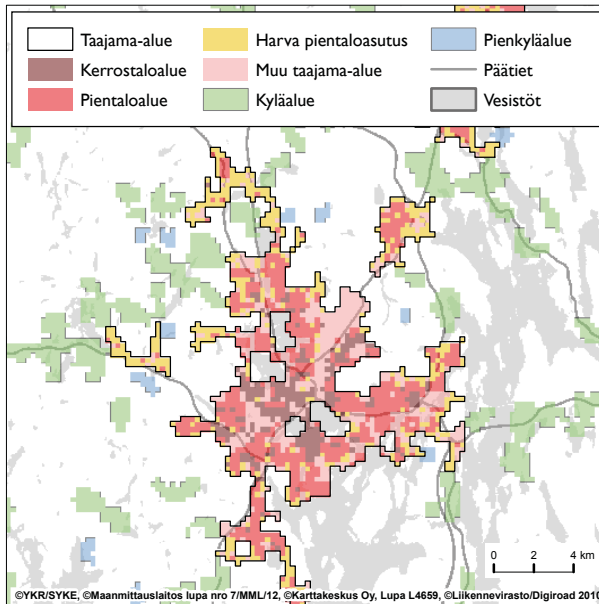 Taajama-alue
Kerrostaloalue
Pientaloalue
Harva pientaloasutus
Muu taajama-alue
Kyläalue
Pienkyläalue
Päätiet
Vesistöt
0 2 4 km
©YKR/SYKE, ©Maanmittauslaitos lupa nro 7/MML/12, ©Karttakeskus Oy, Lupa L4659, ©Liikennevirasto/Digiroad 2010